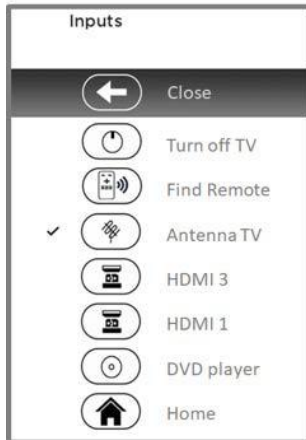 Inputs
Close
Turn off TV
Find Remote
Antenna TV
HDMI 3
HDMI 1
DVD player
Home